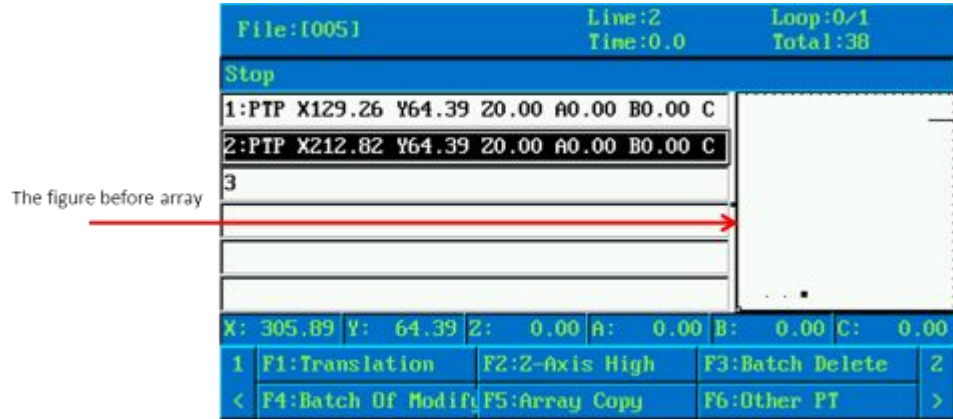 File:[005] Line:2 Loop:0/1
Time:0.0 Total:38
Stop
1:PTP X129.26 Y64.39 Z0.00 A0.00 B0.00 C
2:PTP X212.82 Y64.39 Z0.00 A0.00 B0.00 C
3
The figure before array
X: 305.89 Y: 64.39 Z: 0.00 A: 0.00 B: 0.00 C: 0.00
1 F1:Translation F2:Z-Axis High F3:Batch Delete 2
< F4:Batch Of Modify F5:Array Copy F6:Other PT >